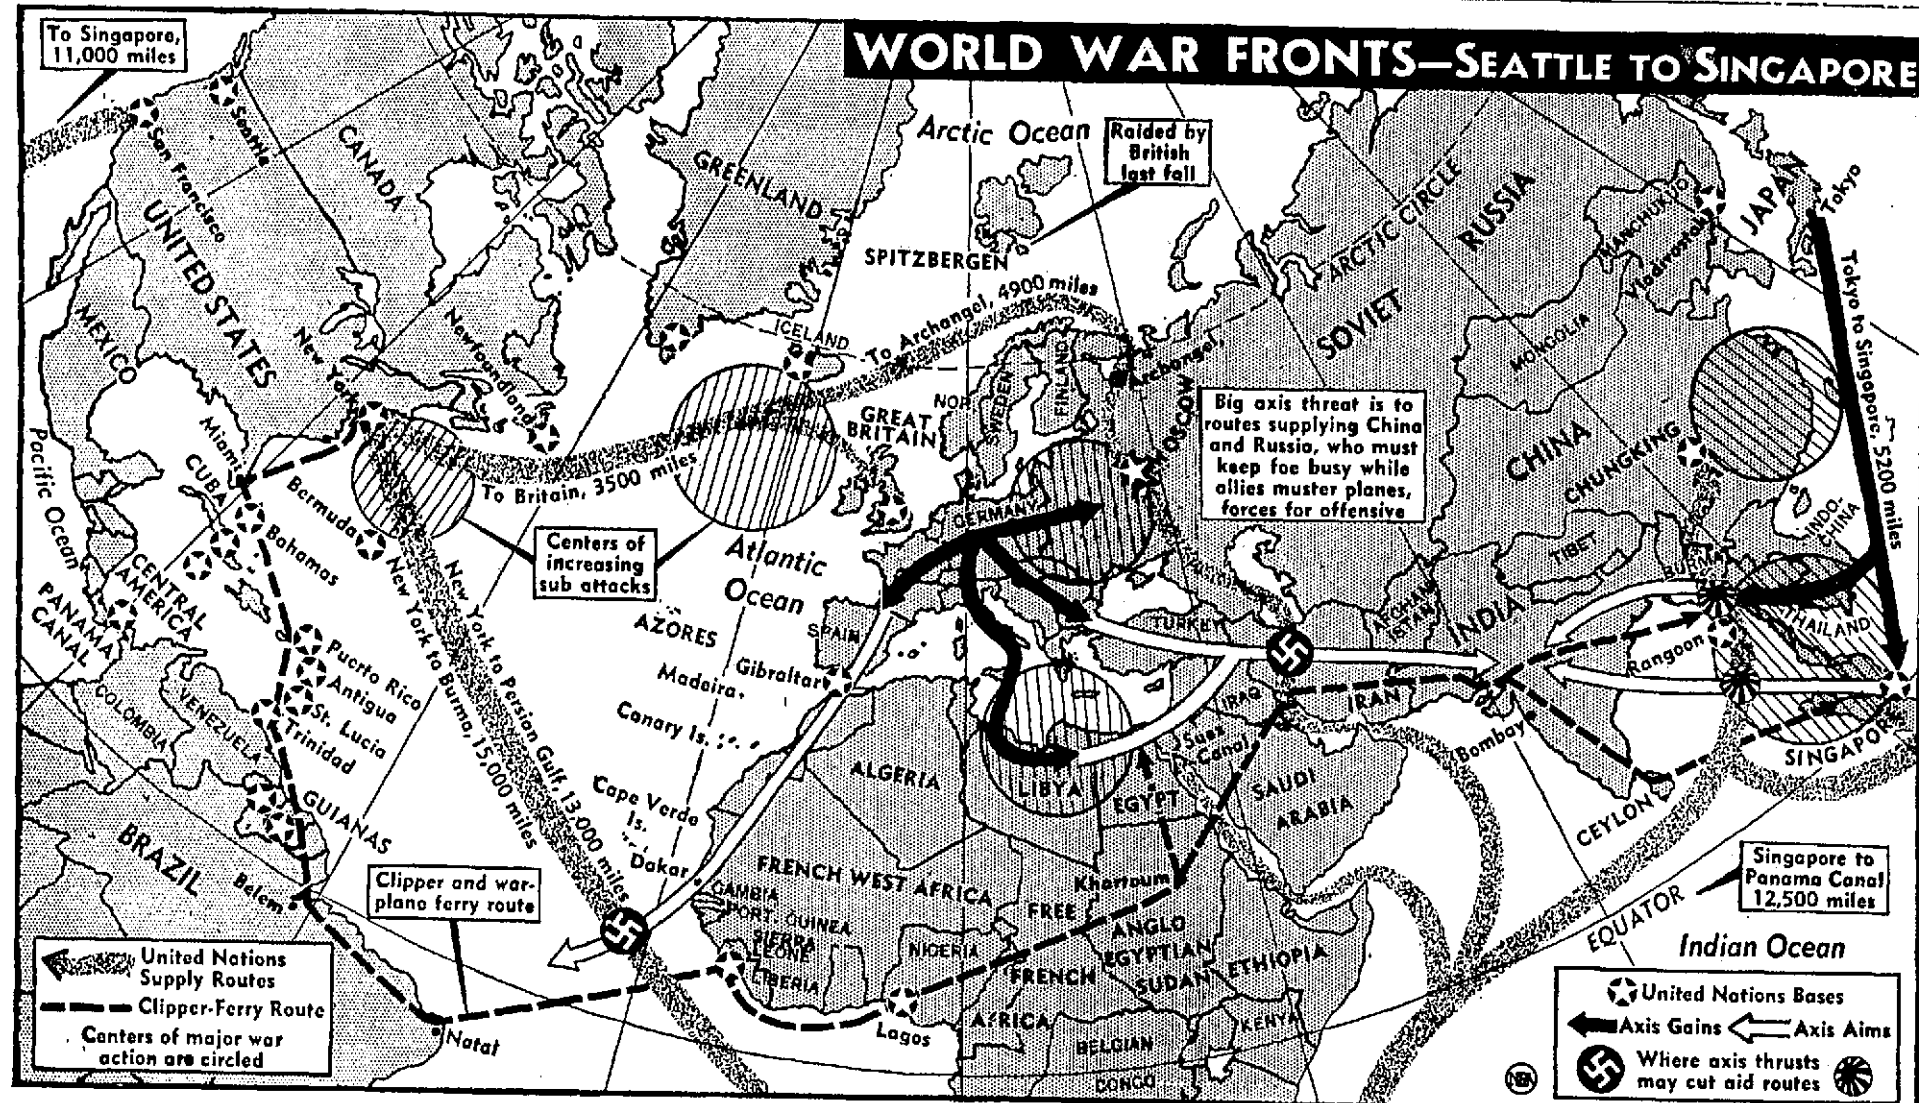 WORLD WAR FRONTS—SEATTLE TO SINGAPORE
To Singapore,
11,000 miles
Seattle
San Francisco
CANADA
UNITED STATES
MEXICO
GREENLAND
Arctic Ocean
Raided by
British
last fall
SPITZBERGEN
ICELAND
To Archangel, 4900 miles
Archangel
ARCTIC CIRCLE
SOVIET
RUSSIA
MANCHUKUO
Vladivostok
JAPAN
Tokyo
Tokyo to Singapore, 5200 miles
MONGOLIA
New York
Newfoundland
NOR.
SWEDEN
FINLAND
GREAT
BRITAIN
MOSCOW
Big axis threat is to
routes supplying China
and Russia, who must
keep foe busy while
allies muster planes,
forces for offensive
CHINA
CHUNGKING
INDO-
CHINA
Pacific Ocean
Miami
CUBA
Bermuda
Bahamas
To Britain, 3500 miles
GERMANY
Centers of
increasing
sub attacks
Atlantic
Ocean
TIBET
BURMA
THAILAND
CENTRAL
AMERICA
PANAMA
CANAL
AZORES
SPAIN
TURKEY
AFGHAN-
ISTAN
INDIA
Rangoon
Puerto Rico
Antigua
St. Lucia
Trinidad
COLOMBIA
VENEZUELA
Madeira
Gibraltar
Canary Is.
IRAQ
IRAN
Suez
Canal
Bombay
SINGAPORE
New York to Persian Gulf, 13,000 miles
New York to Burma, 15,000 miles
ALGERIA
LIBYA
EGYPT
SAUDI
ARABIA
CEYLON
GUIANAS
BRAZIL
Belem
Cape Verde
Is.
Dakar
GAMBIA
PORT. GUINEA
SIERRA
LEONE
LIBERIA
FRENCH WEST AFRICA
NIGERIA
Khartoum
FREE
FRENCH
AFRICA
ANGLO
EGYPTIAN
SUDAN
ETHIOPIA
Singapore to
Panama Canal
12,500 miles
EQUATOR
Indian Ocean
Clipper and war-
plane ferry route
Natal
Lagos
BELGIAN
CONGO
KENYA
United Nations
Supply Routes
Clipper-Ferry Route
Centers of major war
action are circled
United Nations Bases
Axis Gains
Axis Aims
Where axis thrusts
may cut aid routes
NEA